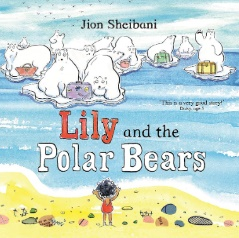 Jion Sheibani
This is a very good story!
Lily and the
Polar Bears